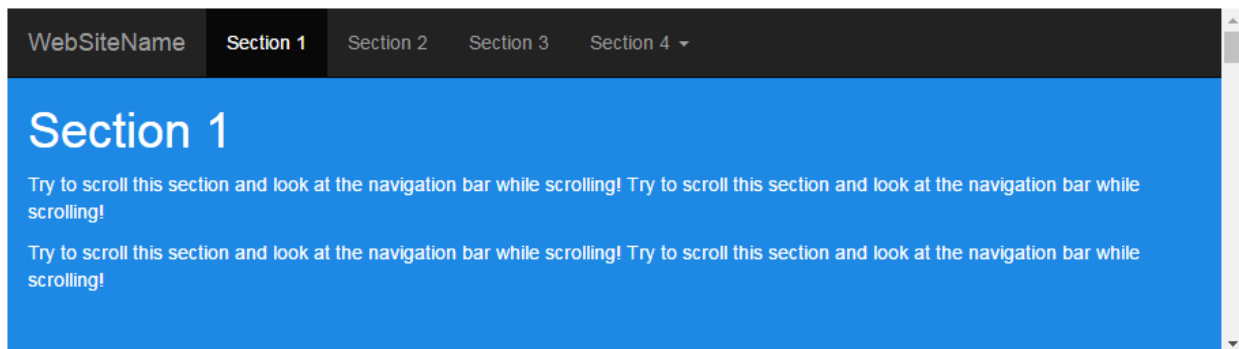 WebSiteName Section 1 Section 2 Section 3 Section 4
Section 1
Try to scroll this section and look at the navigation bar while scrolling! Try to scroll this section and look at the navigation bar while
scrolling!
Try to scroll this section and look at the navigation bar while scrolling! Try to scroll this section and look at the navigation bar while
scrolling!